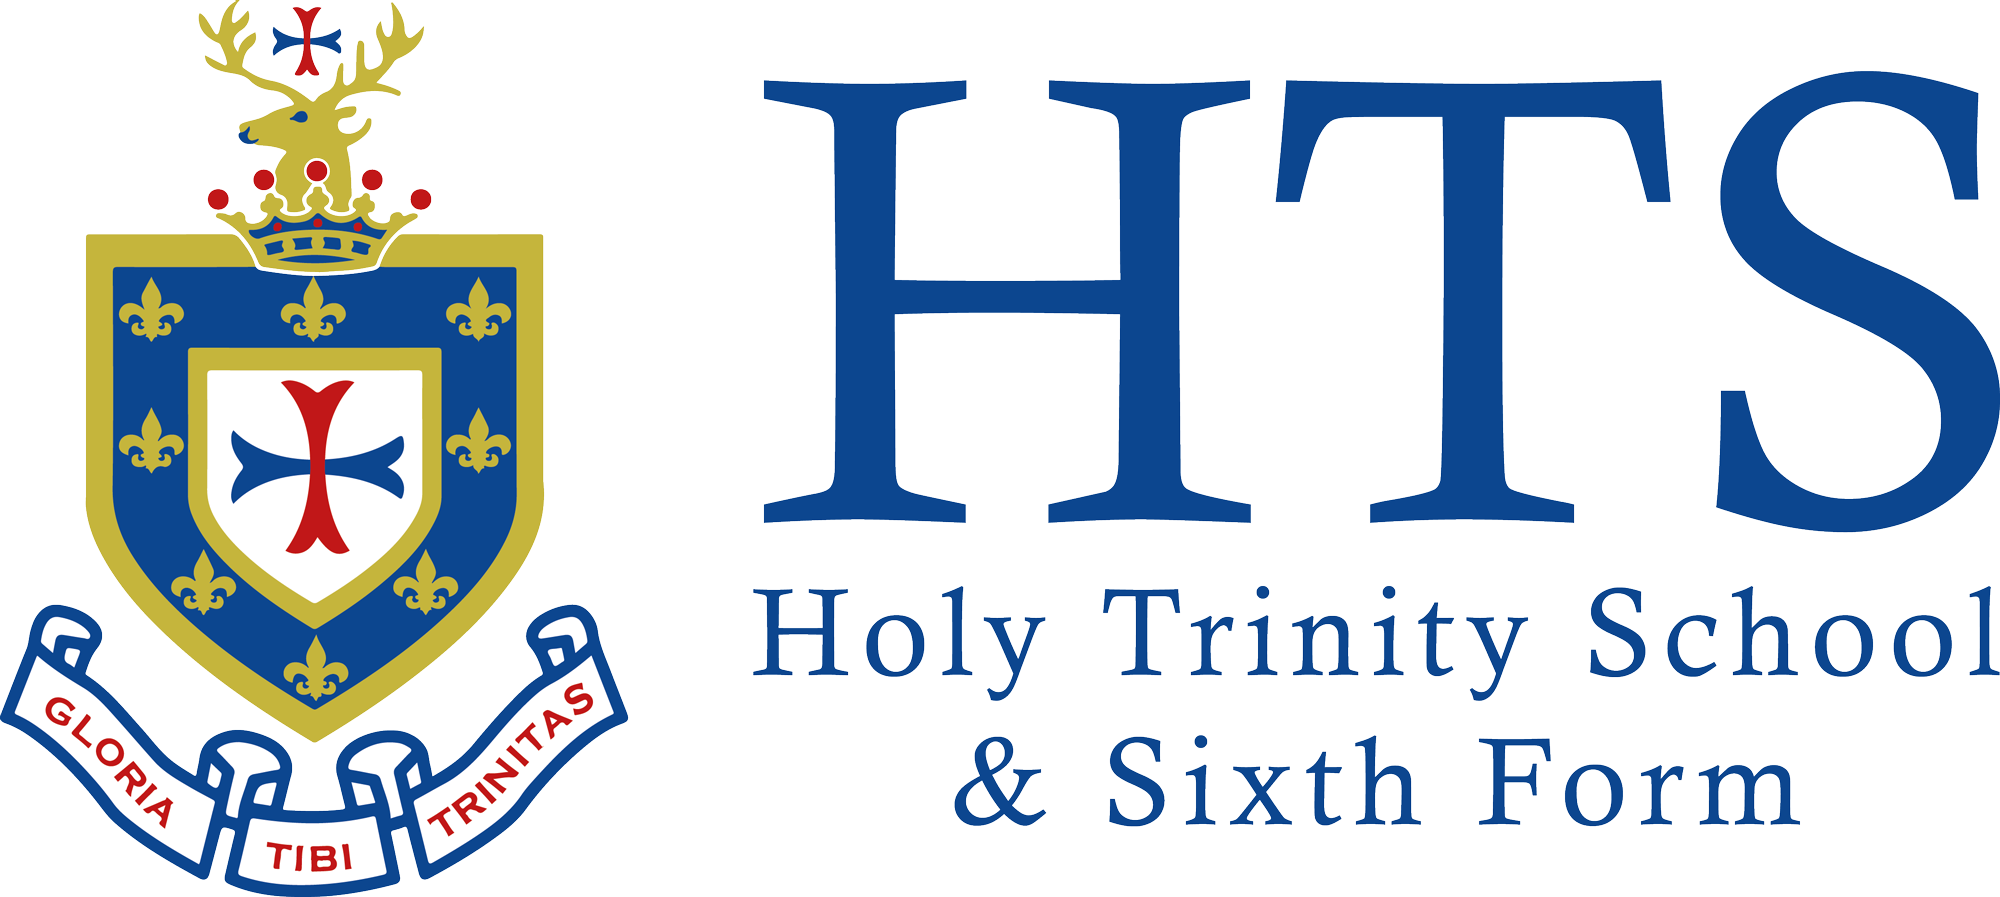 HTS
Holy Trinity School
& Sixth Form
GLORIA
TIBI
TRINITAS